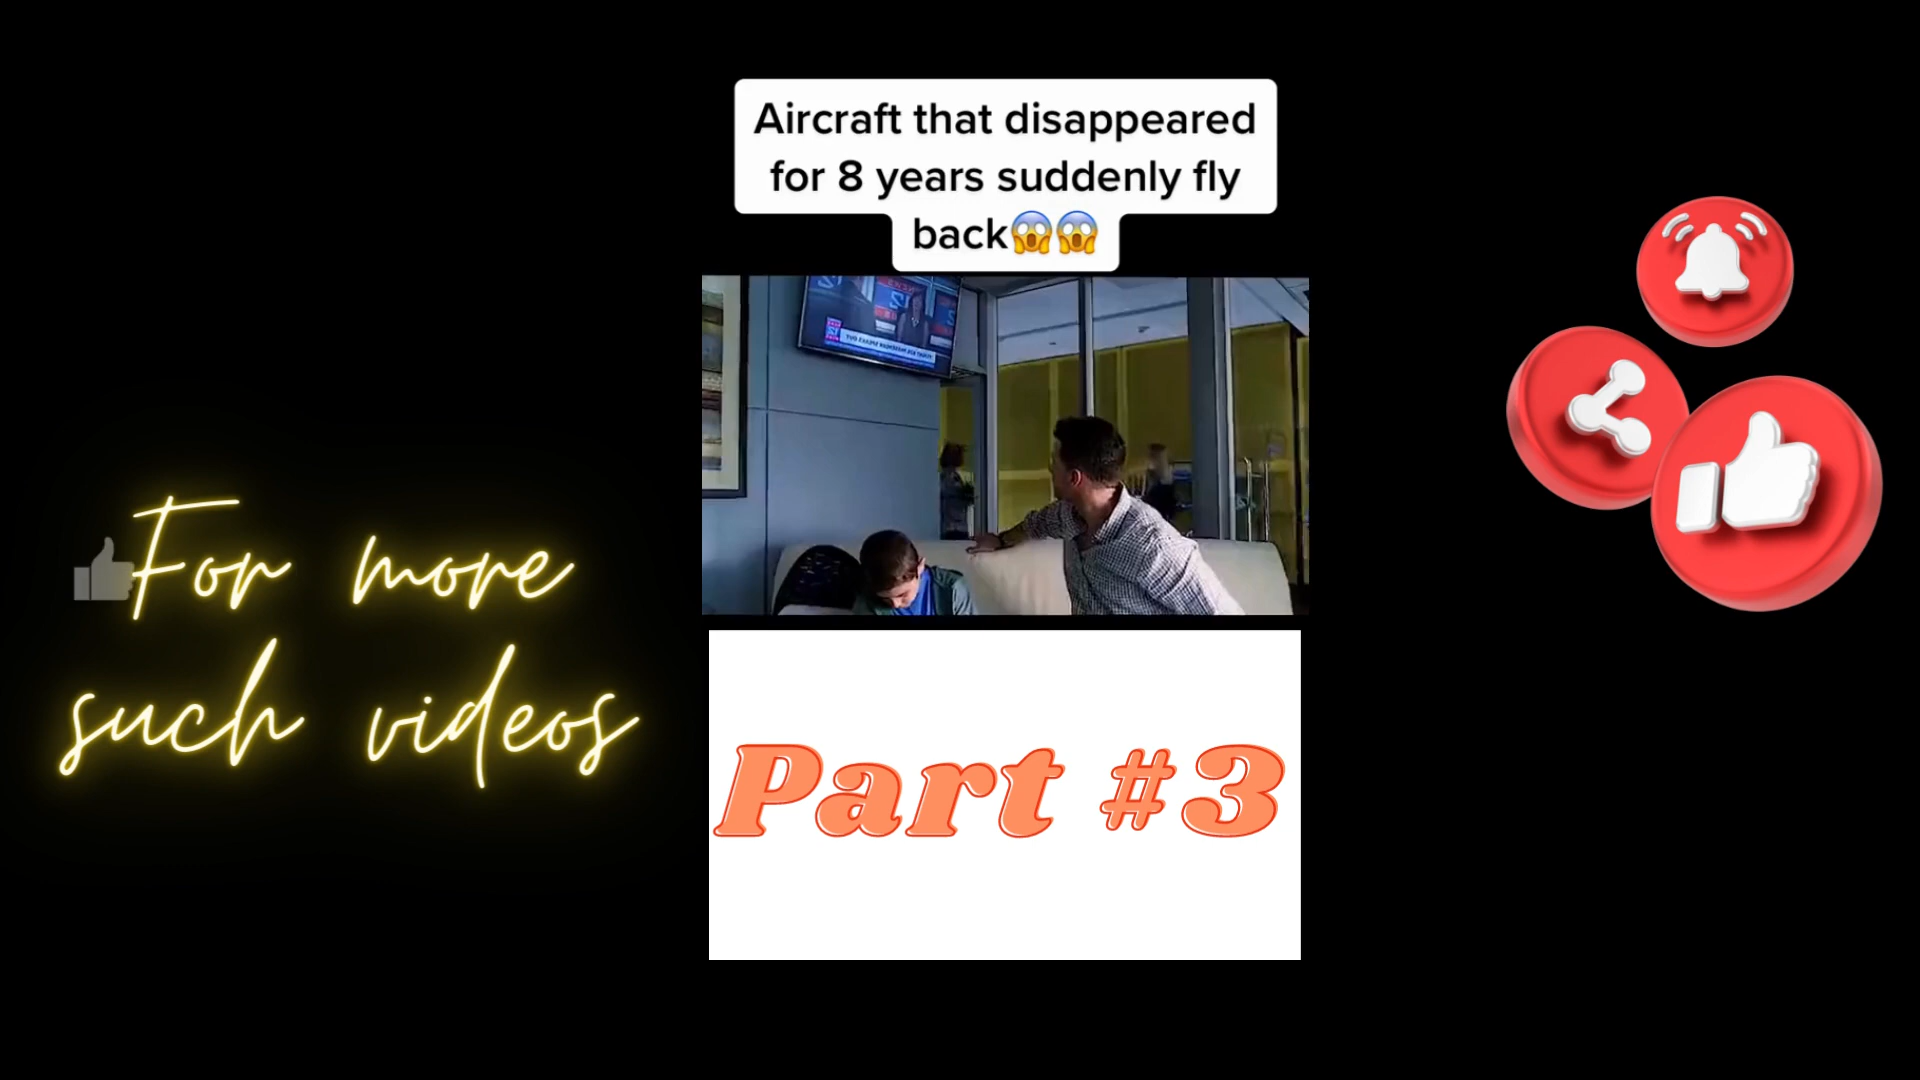 Aircraft that disappeared
for 8 years suddenly fly
back😱😱
For more
such videos
Part #3